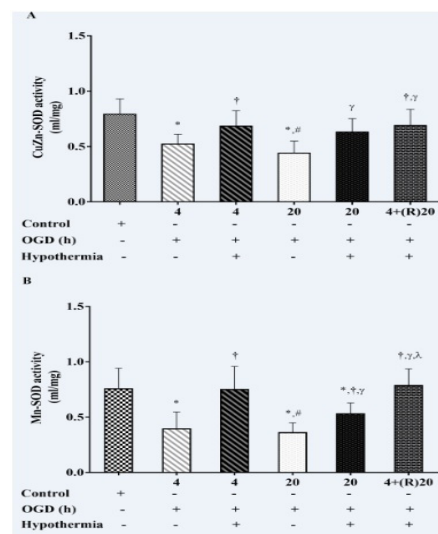 A
1.5
*
†
*,#
γ
†,γ
1.0
0.5
0.0
CuZn-SOD activity
(ml/mg)
4 4 20 20 4+(R)20
Control + - - - - -
OGD (h) - + + + + +
Hypothermia - - + - + +
B
1.5
*
†
*,#
*,†,γ
†,γ,λ
1.0
0.5
0.0
Mn-SOD activity
(ml/mg)
4 4 20 20 4+(R)20
Control + - - - - -
OGD (h) - + + + + +
Hypothermia - - + - + +